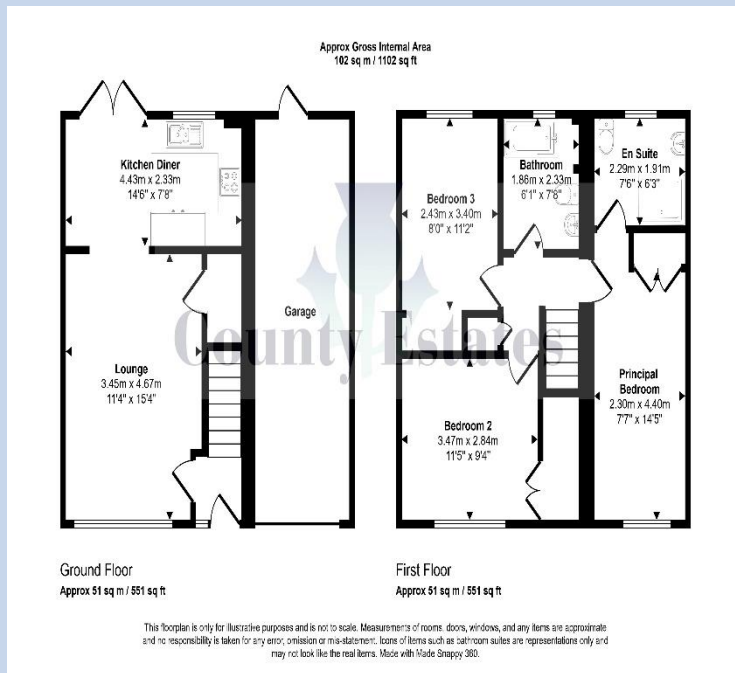 Approx Gross Internal Area
102 sq m / 1102 sq ft
Kitchen Diner
4.43m x 2.33m
14'6" x 7'8"
Lounge
3.45m x 4.67m
11'4" x 15'4"
Garage
Bedroom 3
2.43m x 3.40m
8'0" x 11'2"
Bathroom
1.86m x 2.33m
6'1" x 7'8"
En Suite
2.29m x 1.91m
7'6" x 6'3"
Bedroom 2
3.47m x 2.84m
11'5" x 9'4"
Principal
Bedroom
2.30m x 4.40m
7'7" x 14'5"
County Estates
Ground Floor
Approx 51 sq m / 551 sq ft
First Floor
Approx 51 sq m / 551 sq ft
This floorplan is only for illustrative purposes and is not to scale. Measurements of rooms, doors, windows, and any items are approximate
and no responsibility is taken for any error, omission or mis-statement. Icons of items such as bathroom suites are representations only and
may not look like the real items. Made with Made Snappy 360.